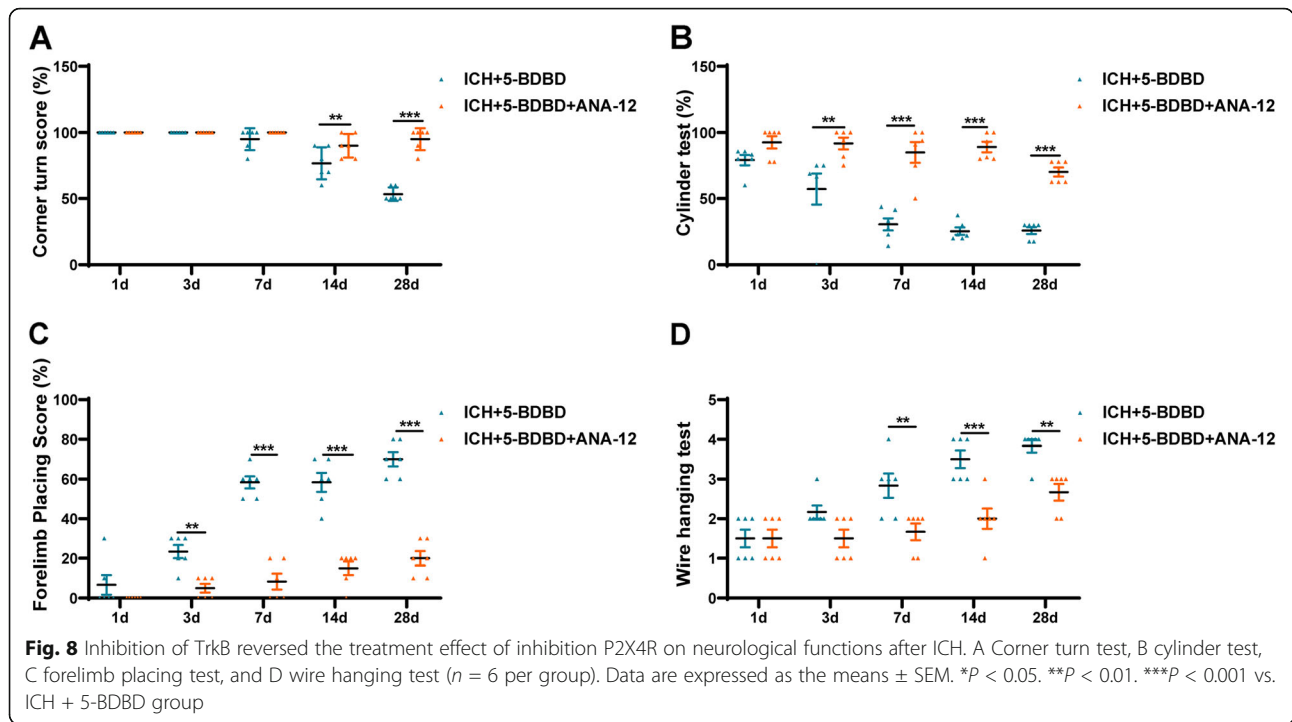 A
Corner turn score (%)
150
100
50
0
1d 3d 7d 14d 28d
** ***
ICH+5-BDBD
ICH+5-BDBD+ANA-12
B
Cylinder test (%)
150
100
50
0
1d 3d 7d 14d 28d
** *** *** ***
ICH+5-BDBD
ICH+5-BDBD+ANA-12
C
Forelimb Placing Score (%)
100
80
60
40
20
0
1d 3d 7d 14d 28d
** *** *** ***
ICH+5-BDBD
ICH+5-BDBD+ANA-12
D
Wire hanging test
5
4
3
2
1
0
1d 3d 7d 14d 28d
** *** **
ICH+5-BDBD
ICH+5-BDBD+ANA-12
Fig. 8 Inhibition of TrkB reversed the treatment effect of inhibition P2X4R on neurological functions after ICH. A Corner turn test, B cylinder test,
C forelimb placing test, and D wire hanging test (n = 6 per group). Data are expressed as the means ± SEM. *P < 0.05. **P < 0.01. ***P < 0.001 vs.
ICH + 5-BDBD group